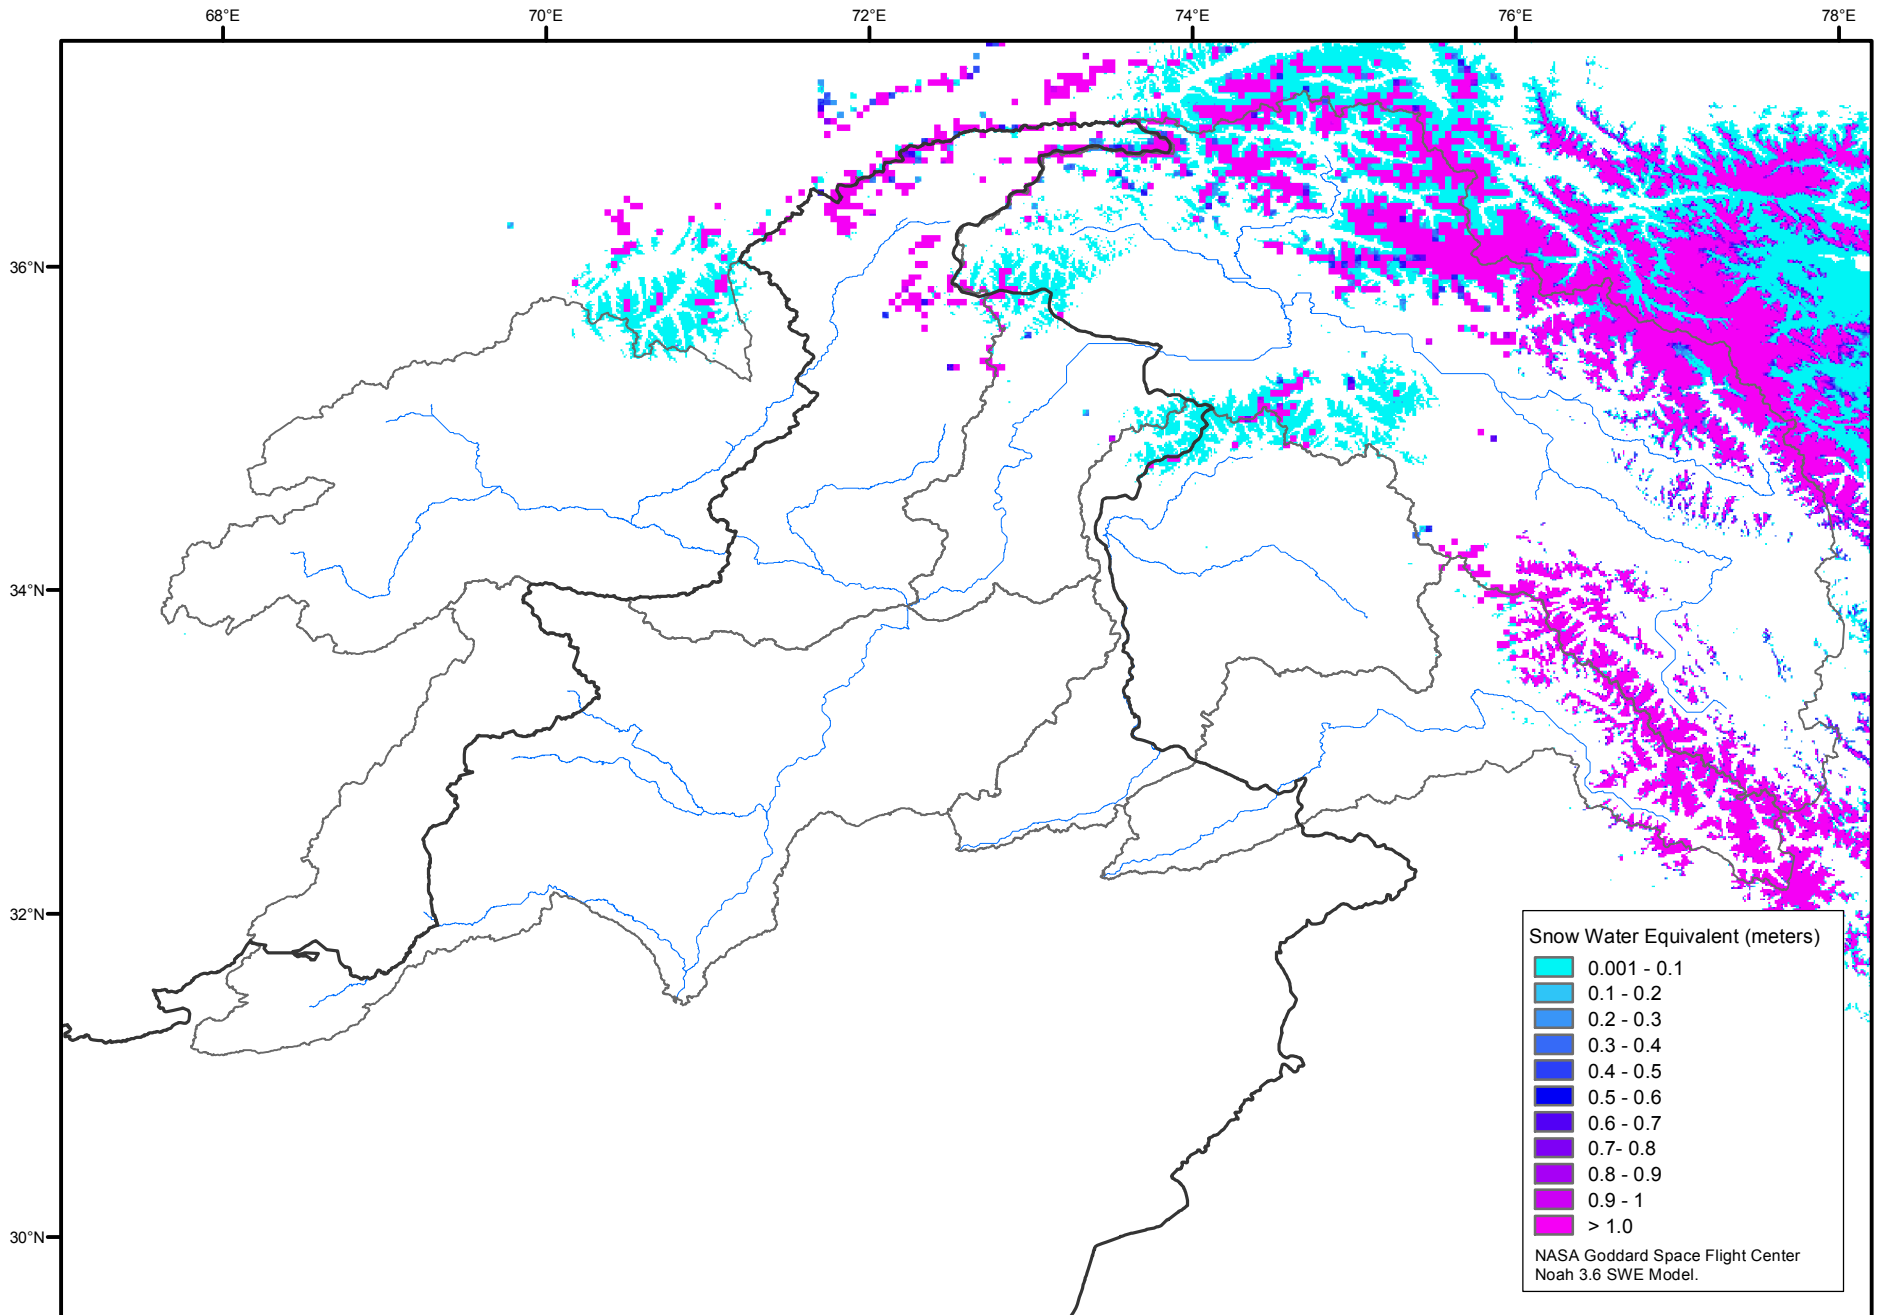 68°E 70°E 72°E 74°E 76°E 78°E
36°N
34°N
32°N
30°N
Snow Water Equivalent (meters)
0.001 - 0.1
0.1 - 0.2
0.2 - 0.3
0.3 - 0.4
0.4 - 0.5
0.5 - 0.6
0.6 - 0.7
0.7- 0.8
0.8 - 0.9
0.9 - 1
> 1.0
NASA Goddard Space Flight Center
Noah 3.6 SWE Model.